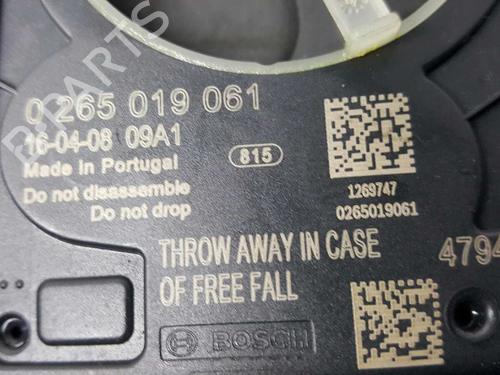 B-PARTS
0 265 019 061
16-04-08 09A1
Made in Portugal
815
Do not disassemble
Do not drop
1269747
0265019061
THROW AWAY IN CASE
OF FREE FALL
4794
BOSCH